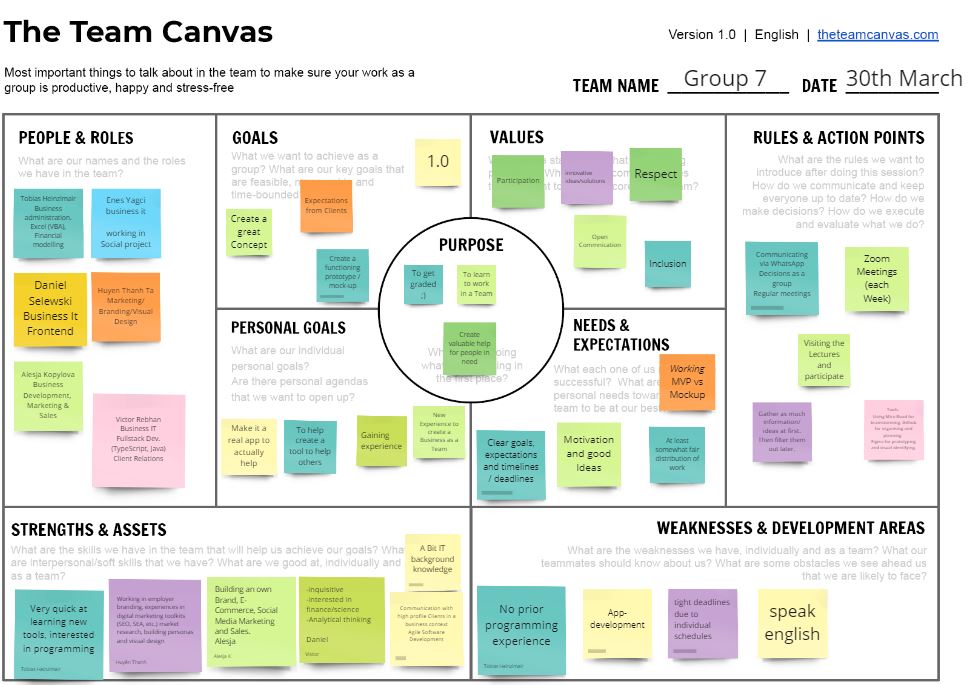 The Team Canvas
Version 1.0 | English | theteamcanvas.com
Most important things to talk about in the team to make sure your work as a
group is productive, happy and stress-free
TEAM NAME Group 7 DATE 30th March
PEOPLE & ROLES
What are our names and the roles
we have in the team?
Tobias Heinzlmair
Business
administration.
Excel (VBA),
Financial
modelling
Enes Yagci
business it
working in
Social project
Daniel
Selewski
Business It
Frontend
Huyen Thanh Ta
Marketing/
Branding/Visual
Design
Alesja Kopylova
Business
Development,
Marketing &
Sales
Victor Rebhan
Business IT
Fullstack Dev.
(TypeScript, Java)
Client Relations
GOALS
What we want to achieve as a
group? What are our key goals that
are feasible, and
time-bounded
1.0
Expectations
from Clients
Create a
great
Concept
Create a
functioning
prototype /
mock-up
VALUES
Participation
innovative
ideas/solutions
Respect
Open
Commnication
Inclusion
PURPOSE
To get
graded
;)
To learn
to work
in a Team
Create
valuable help
for people in
need
the first place?
PERSONAL GOALS
What are our individual
personal goals?
Are there personal agendas
that we want to open up?
Make it a
real app to
actually
help
To help
create a
tool to help
others
Gaining
experience
New
Experience to
create a
Business as a
Team
NEEDS &
EXPECTATIONS
What each one of us
successful? What are
personal needs
team to be at our best
Working
MVP vs
Mockup
Clear goals,
expectations
and timelines
/ deadlines
Motivation
and good
Ideas
At least
somewhat fair
distribution of
work
RULES & ACTION POINTS
What are the rules we want to
introduce after doing this session?
How do we communicate and keep
everyone up to date? How do we
make decisions? How do we execute
and evaluate what we do?
Communicating
via WhatsApp
Decisions as a
group
Regular meetings
Zoom
Meetings
(each
Week)
Visiting the
Lectures
and
participate
Gather as much
information/
ideas at first.
Then filter them
out later.
Tools:
Using Miro Board for
brainstorming, Github
for organising and
planning.
Figma for prototyping
and visual identifying
STRENGTHS & ASSETS
What are the skills we have in the team that will help us achieve our goals? What
are interpersonal/soft skills that we have? What are we good at, individually and
as a team?
A Bit IT
background
knowledge
Very quick at
learning new
tools, interested
in programming
Tobias Heinzlmair
Working in employer
branding, experiences in
digital marketing toolkits
(SEO, SEA, etc.) market
research, building personas
and visual design
Huyền Thanh
Building an own
Brand, E-
Commerce, Social
Media Marketing
and Sales.
Alesja
Alesja K
-inquisitive
-interested in
finance/science
-Analytical thinking
Daniel
Victor
Communication with
high profile Clients in a
business context
Agile Software
Development
WEAKNESSES & DEVELOPMENT AREAS
What are the weaknesses we have, individually and as a team? What our
teammates should know about us? What are some obstacles we see ahead us
that we are likely to face?
No prior
programming
experience
Tobias Heinzlmair
App-
development
tight deadlines
due to
individual
schedules
speak
english